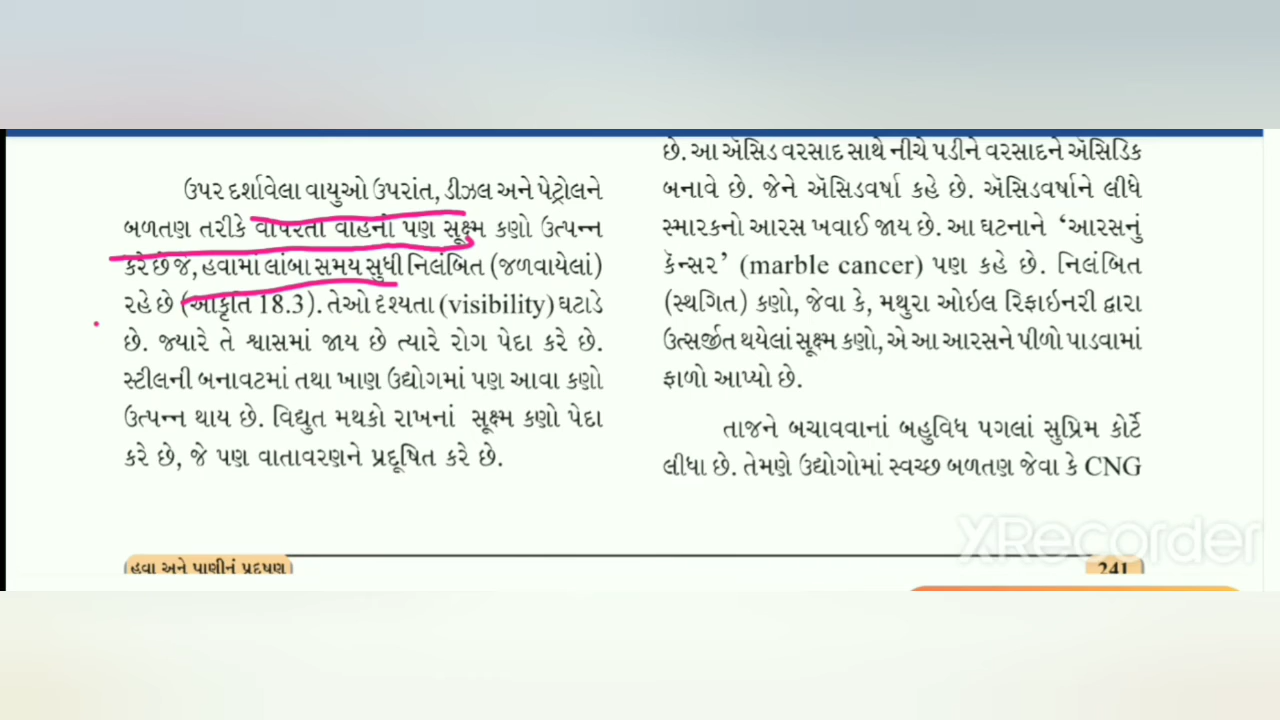 ઉપર દર્શાવેલા વાયુઓ ઉપરાંત, ડીઝલ અને પેટ્રોલને
બળતણ તરીકે વાપરતાં વાહનો પણ સૂક્ષ્મ કણો ઉત્પન્ન
કરે છે જે, હવામાં લાંબા સમય સુધી નિલંબિત (જળવાયેલાં)
રહે છે (આકૃતિ 18.3). તેઓ દૃશ્યતા (visibility) ઘટાડે
છે. જ્યારે તે શ્વાસમાં જાય છે ત્યારે રોગ પેદા કરે છે.
સ્ટીલની બનાવટમાં તથા ખાણ ઉદ્યોગમાં પણ આવા કણો
ઉત્પન્ન થાય છે. વિદ્યુત મથકો રાખનાં સૂક્ષ્મ કણો પેદા
કરે છે, જે પણ વાતાવરણને પ્રદૂષિત કરે છે.
છે. આ ઍસિડ વરસાદ સાથે નીચે પડીને વરસાદને ઍસિડિક
બનાવે છે. જેને ઍસિડવર્ષા કહે છે. ઍસિડવર્ષાને લીધે
સ્મારકનો આરસ ખવાઈ જાય છે. આ ઘટનાને ‘આરસનું
કૅન્સર’ (marble cancer) પણ કહે છે. નિલંબિત
(સ્થગિત) કણો, જેવા કે, મથુરા ઓઇલ રિફાઇનરી દ્વારા
ઉત્સર્જીત થયેલાં સૂક્ષ્મ કણો, એ આ આરસને પીળો પાડવામાં
ફાળો આપ્યો છે.
તાજને બચાવવાનાં બહુવિધ પગલાં સુપ્રિમ કોર્ટે
લીધા છે. તેમણે ઉદ્યોગોમાં સ્વચ્છ બળતણ જેવા કે CNG
હવા અને પાણીનું પ્રદૂષણ
241
XRecorder